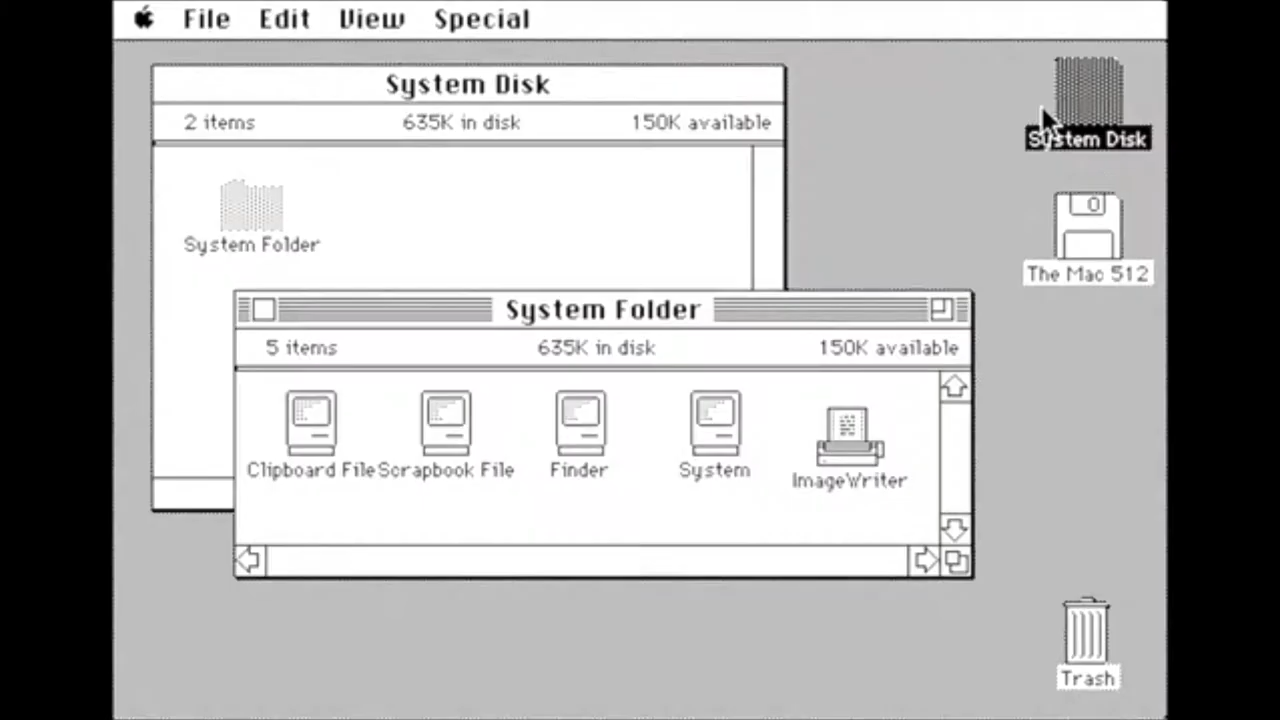 File Edit View Special
System Disk
2 items 635K in disk 150K available
System Folder
System Folder
5 items 635K in disk 150K available
Clipboard File Scrapbook File Finder System ImageWriter
System Disk
The Mac 512
Trash